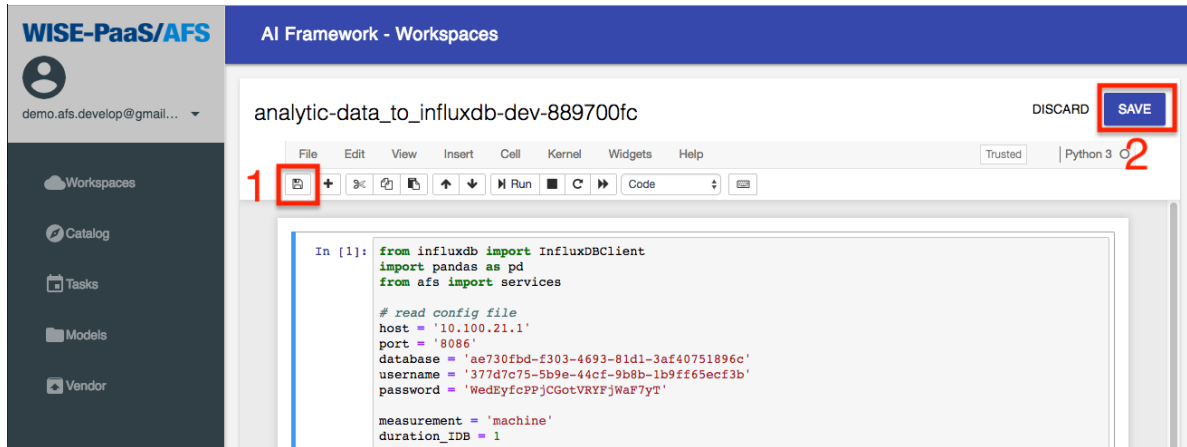 WISE-PaaS/AFS
AI Framework - Workspaces
demo.afs.develop@gmail...
analytic-data_to_influxdb-dev-889700fc
DISCARD
SAVE
2
File Edit View Insert Cell Kernel Widgets Help
Trusted
Python 3
1
Run
Code
Workspaces
Catalog
Tasks
Models
Vendor
In [1]: from influxdb import InfluxDBClient
import pandas as pd
from afs import services
# read config file
host = '10.100.21.1'
port = '8086'
database = 'ae730fbd-f303-4693-81d1-3af40751896c'
username = '377d7c75-5b9e-44cf-9b8b-1b9ff65ecf3b'
password = 'WedEyfcPPjCGotVRYFjWaF7yT'
measurement = 'machine'
duration_IDB = 1